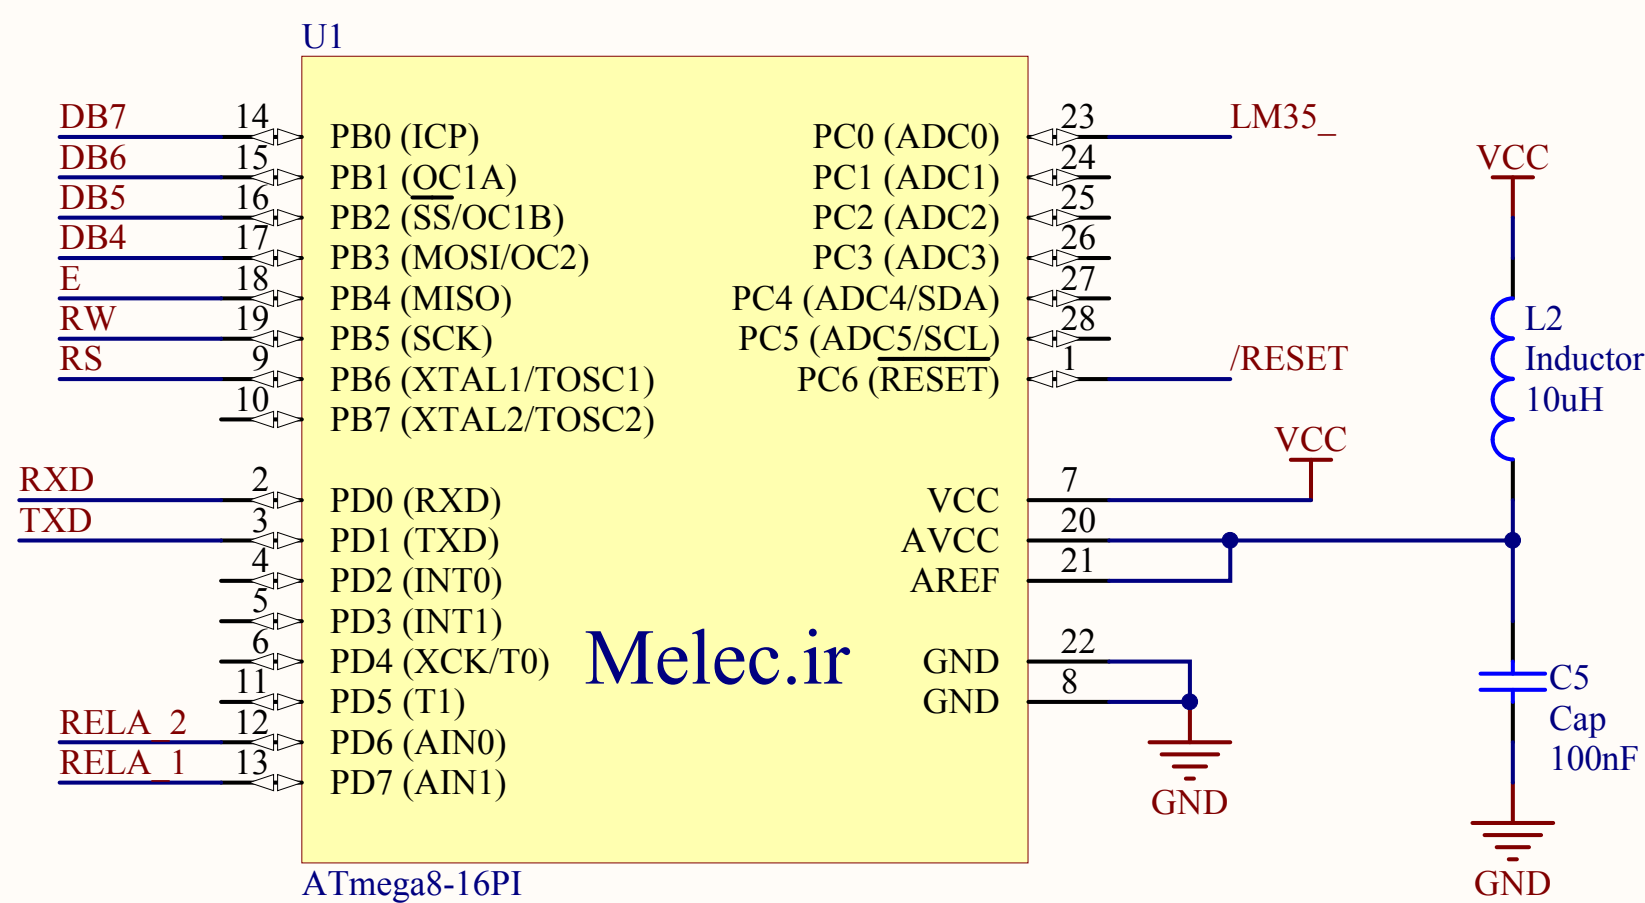 U1
DB7 14 PB0 (ICP) PC0 (ADC0) 23 LM35_
DB6 15 PB1 (OC1A) PC1 (ADC1) 24
VCC
DB5 16 PB2 (SS/OC1B) PC2 (ADC2) 25
DB4 17 PB3 (MOSI/OC2) PC3 (ADC3) 26
E 18 PB4 (MISO) PC4 (ADC4/SDA) 27
RW 19 PB5 (SCK) PC5 (ADC5/SCL) 28
L2
RS 9 PB6 (XTAL1/TOSC1) PC6 (RESET) 1 /RESET
Inductor
10 PB7 (XTAL2/TOSC2)
10uH
VCC
RXD 2 PD0 (RXD) VCC 7
TXD 3 PD1 (TXD) AVCC 20
4 PD2 (INT0) AREF 21
5 PD3 (INT1)
6 PD4 (XCK/T0) GND 22
Melec.ir
11 PD5 (T1) GND 8
C5
RELA_2 12 PD6 (AIN0)
Cap
RELA_1 13 PD7 (AIN1)
100nF
GND
ATmega8-16PI
GND